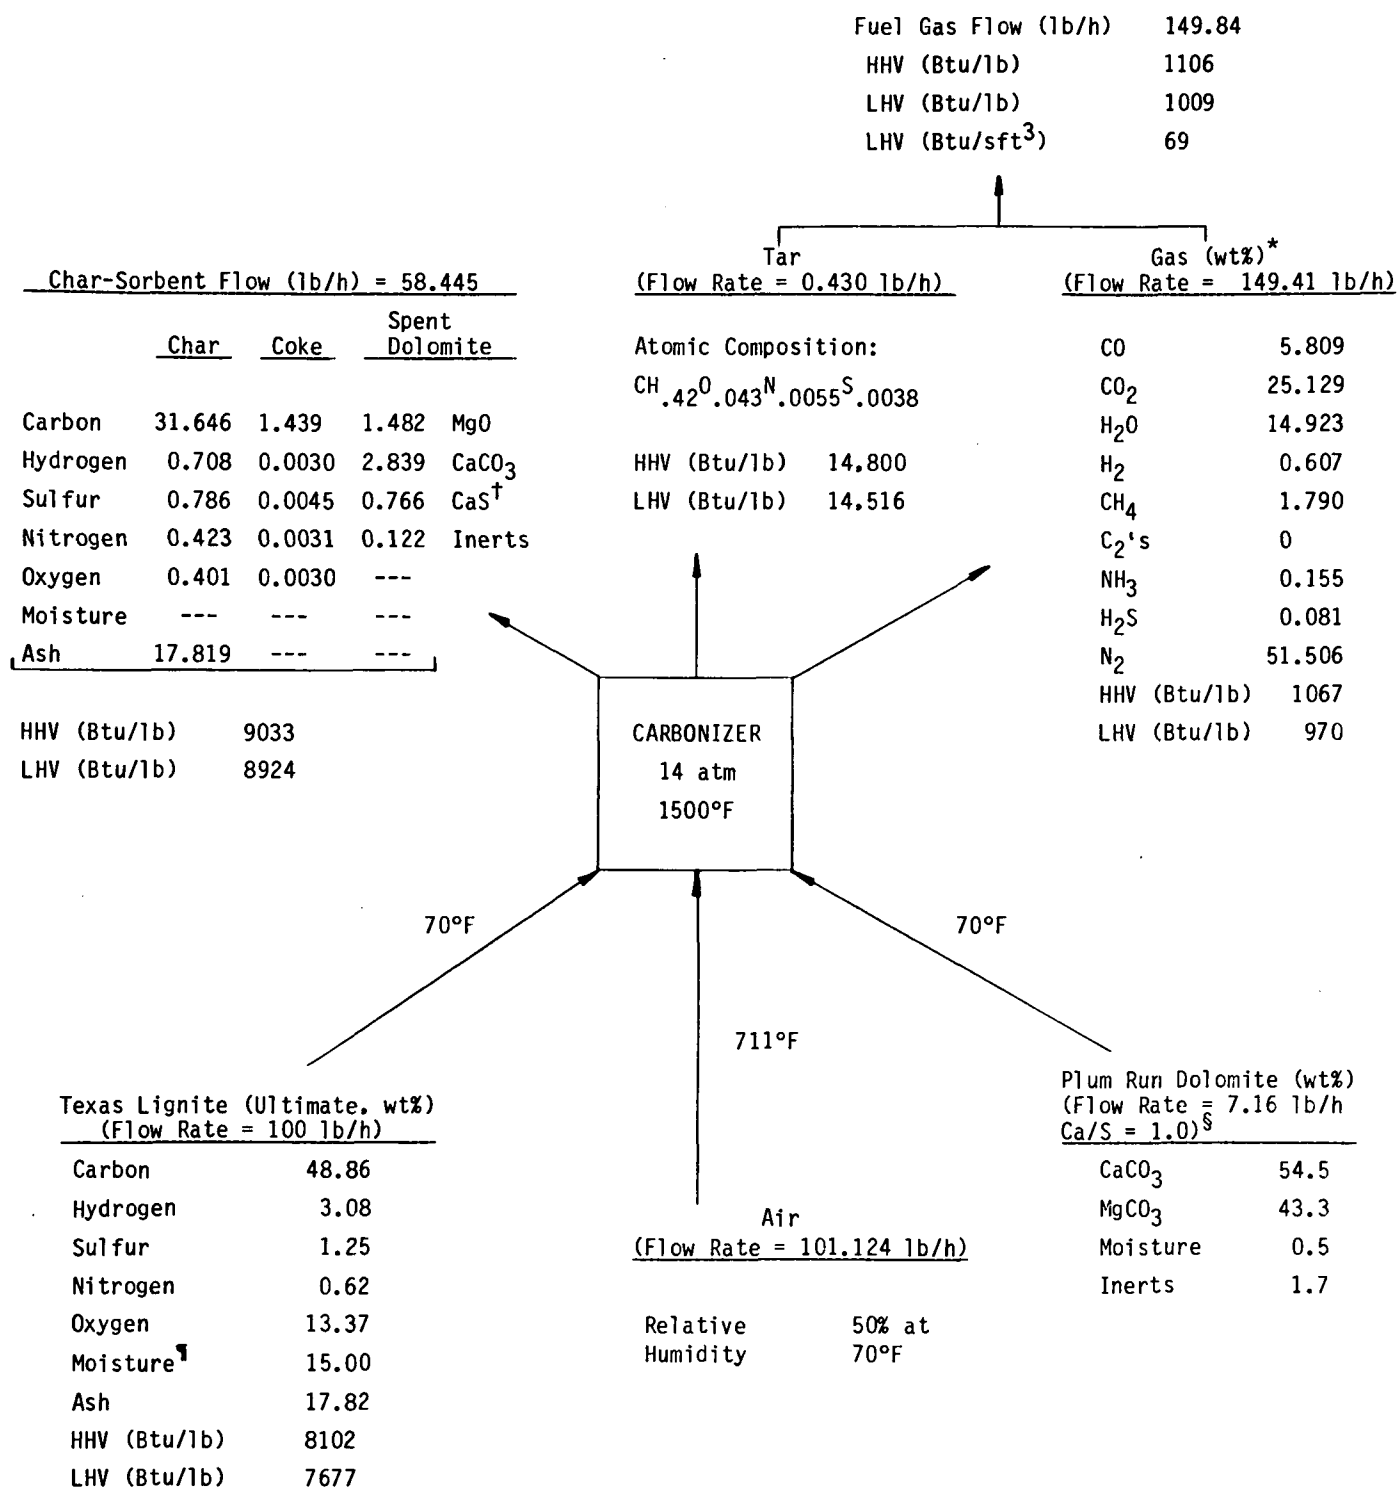 Fuel Gas Flow (lb/h) 149.84
HHV (Btu/lb) 1106
LHV (Btu/lb) 1009
LHV (Btu/sft³) 69
Char-Sorbent Flow (lb/h) = 58.445
Spent
Char Coke Dolomite
Carbon 31.646 1.439 1.482 MgO
Hydrogen 0.708 0.0030 2.839 CaCO₃
Sulfur 0.786 0.0045 0.766 CaS†
Nitrogen 0.423 0.0031 0.122 Inerts
Oxygen 0.401 0.0030 ---
Moisture --- --- ---
Ash 17.819 --- ---
HHV (Btu/lb) 9033
LHV (Btu/lb) 8924
Tar
(Flow Rate = 0.430 lb/h)
Atomic Composition:
CH.42O.043N.0055S.0038
HHV (Btu/lb) 14,800
LHV (Btu/lb) 14,516
Gas (wt%)*
(Flow Rate = 149.41 lb/h)
CO 5.809
CO₂ 25.129
H₂O 14.923
H₂ 0.607
CH₄ 1.790
C₂'s 0
NH₃ 0.155
H₂S 0.081
N₂ 51.506
HHV (Btu/lb) 1067
LHV (Btu/lb) 970
CARBONIZER
14 atm
1500°F
70°F
711°F
70°F
Texas Lignite (Ultimate, wt%)
(Flow Rate = 100 lb/h)
Carbon 48.86
Hydrogen 3.08
Sulfur 1.25
Nitrogen 0.62
Oxygen 13.37
Moisture¶ 15.00
Ash 17.82
HHV (Btu/lb) 8102
LHV (Btu/lb) 7677
Air
(Flow Rate = 101.124 lb/h)
Relative 50% at
Humidity 70°F
Plum Run Dolomite (wt%)
(Flow Rate = 7.16 lb/h
Ca/S = 1.0)§
CaCO₃ 54.5
MgCO₃ 43.3
Moisture 0.5
Inerts 1.7